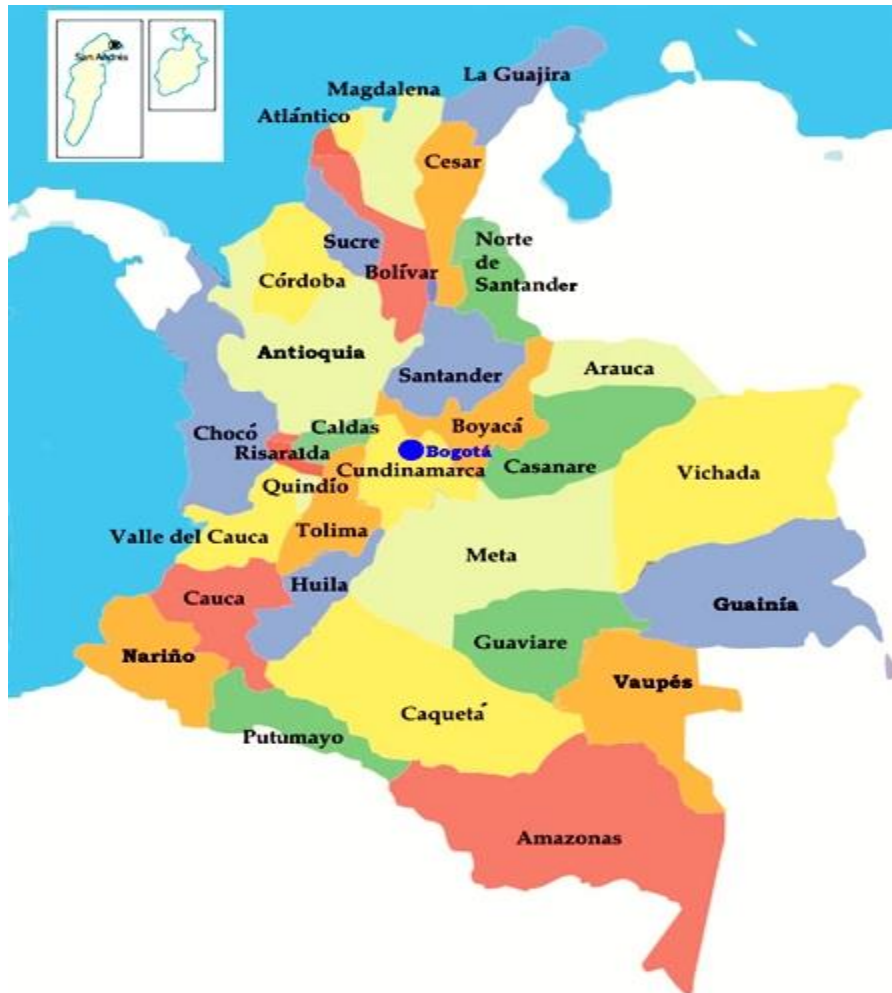 San Andrés
La Guajira
Magdalena
Atlántico
Cesar
Sucre
Norte
de
Santander
Bolívar
Córdoba
Antioquia
Santander
Arauca
Chocó
Caldas
Boyacá
Risaralda
Bogotá
Cundinamarca
Casanare
Vichada
Quindío
Valle del Cauca
Tolima
Meta
Huila
Cauca
Guainía
Nariño
Guaviare
Vaupés
Caquetá
Putumayo
Amazonas